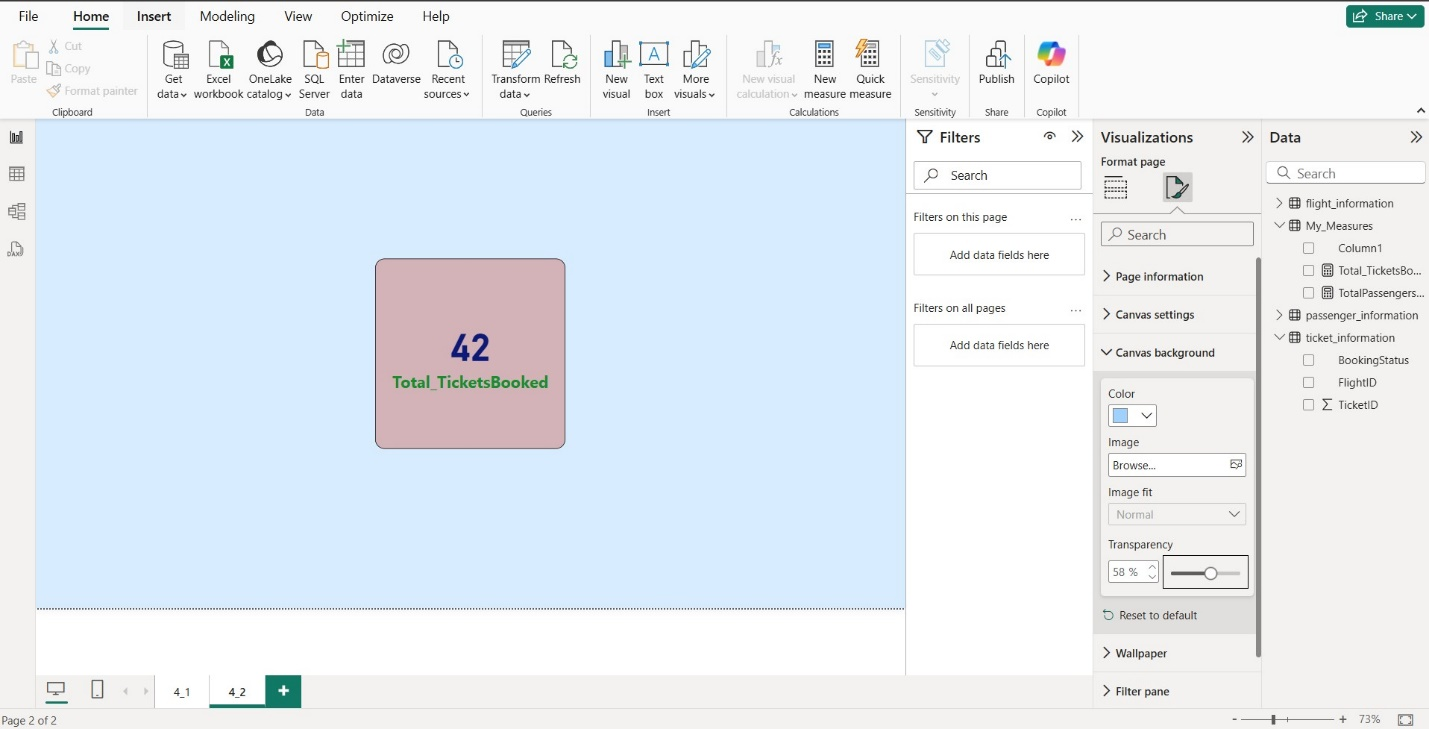 File Home Insert Modeling View Optimize Help Share
Paste
Cut
Copy
Format painter
Clipboard
Get data
Excel workbook
OneLake catalog
SQL Server
Enter data
Dataverse
Recent sources
Data
Transform data
Refresh
Queries
New visual
Text box
More visuals
Insert
New visual calculation
New measure
Quick measure
Calculations
Sensitivity
Sensitivity
Publish
Share
Copilot
Copilot
42
Total_TicketsBooked
Filters
Search
Filters on this page ...
Add data fields here
Filters on all pages ...
Add data fields here
Visualizations
Format page
Search
Page information
Canvas settings
Canvas background
Color
Image
Browse...
Image fit
Normal
Transparency
58 %
Reset to default
Wallpaper
Filter pane
Data
Search
flight_information
My_Measures
Column1
Total_TicketsBo...
TotalPassengers...
passenger_information
ticket_information
BookingStatus
FlightID
∑ TicketID
4_1 4_2 +
Page 2 of 2
- + 73%